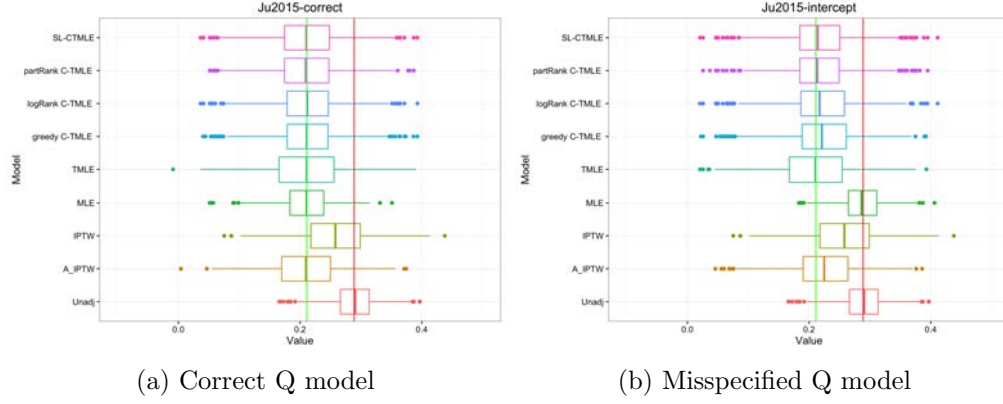 Ju2015-correct
SL-CTMLE
partRank C-TMLE
logRank C-TMLE
greedy C-TMLE
TMLE
MLE
IPTW
A_IPTW
Unadj
Model
0.0 0.2 0.4
Value
(a) Correct Q model
Ju2015-intercept
SL-CTMLE
partRank C-TMLE
logRank C-TMLE
greedy C-TMLE
TMLE
MLE
IPTW
A_IPTW
Unadj
Model
0.0 0.2 0.4
Value
(b) Misspecified Q model